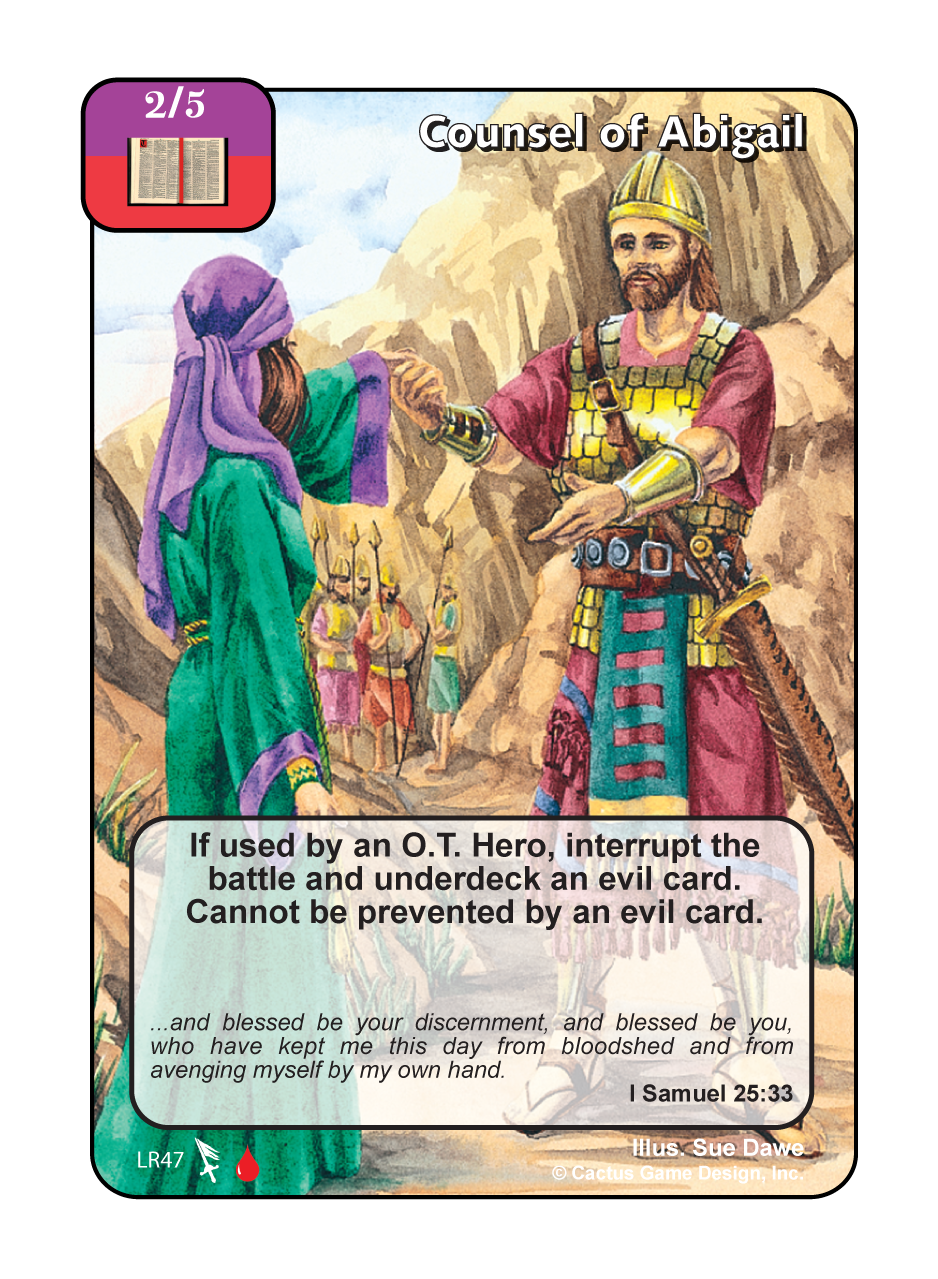 2/5
Counsel of Abigail
If used by an O.T. Hero, interrupt the
battle and underdeck an evil card.
Cannot be prevented by an evil card.
...and blessed be your discernment, and blessed be you,
who have kept me this day from bloodshed and from
avenging myself by my own hand.
I Samuel 25:33
LR47
Illus. Sue Dawe
© Cactus Game Design, Inc.